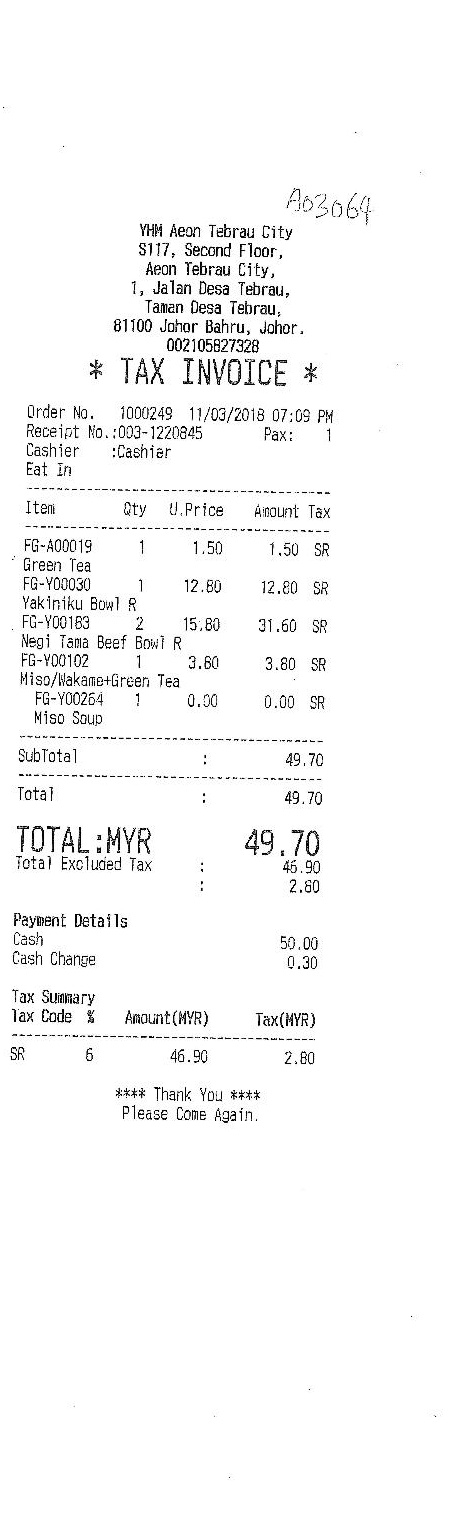 A03064
YHM Aeon Tebrau City
S117, Second Floor,
Aeon Tebrau City,
1, Jalan Desa Tebrau,
Taman Desa Tebrau,
81100 Johor Bahru, Johor.
002105827328
* TAX INVOICE *
Order No. 1000249 11/03/2018 07:09 PM
Receipt No.:003-1220845 Pax: 1
Cashier :Cashier
Eat In
Item Qty U.Price Amount Tax
FG-A00019 1 1.50 1.50 SR
Green Tea
FG-Y00030 1 12.80 12.80 SR
Yakiniku Bowl R
FG-Y00183 2 15.80 31.60 SR
Negi Tama Beef Bowl R
FG-Y00102 1 3.80 3.80 SR
Miso/Wakame+Green Tea
FG-Y00264 1 0.00 0.00 SR
Miso Soup
SubTotal : 49.70
Total : 49.70
TOTAL:MYR 49.70
Total Excluded Tax : 46.90
: 2.80
Payment Details
Cash 50.00
Cash Change 0.30
Tax Summary
Tax Code % Amount(MYR) Tax(MYR)
SR 6 46.90 2.80
**** Thank You ****
Please Come Again.